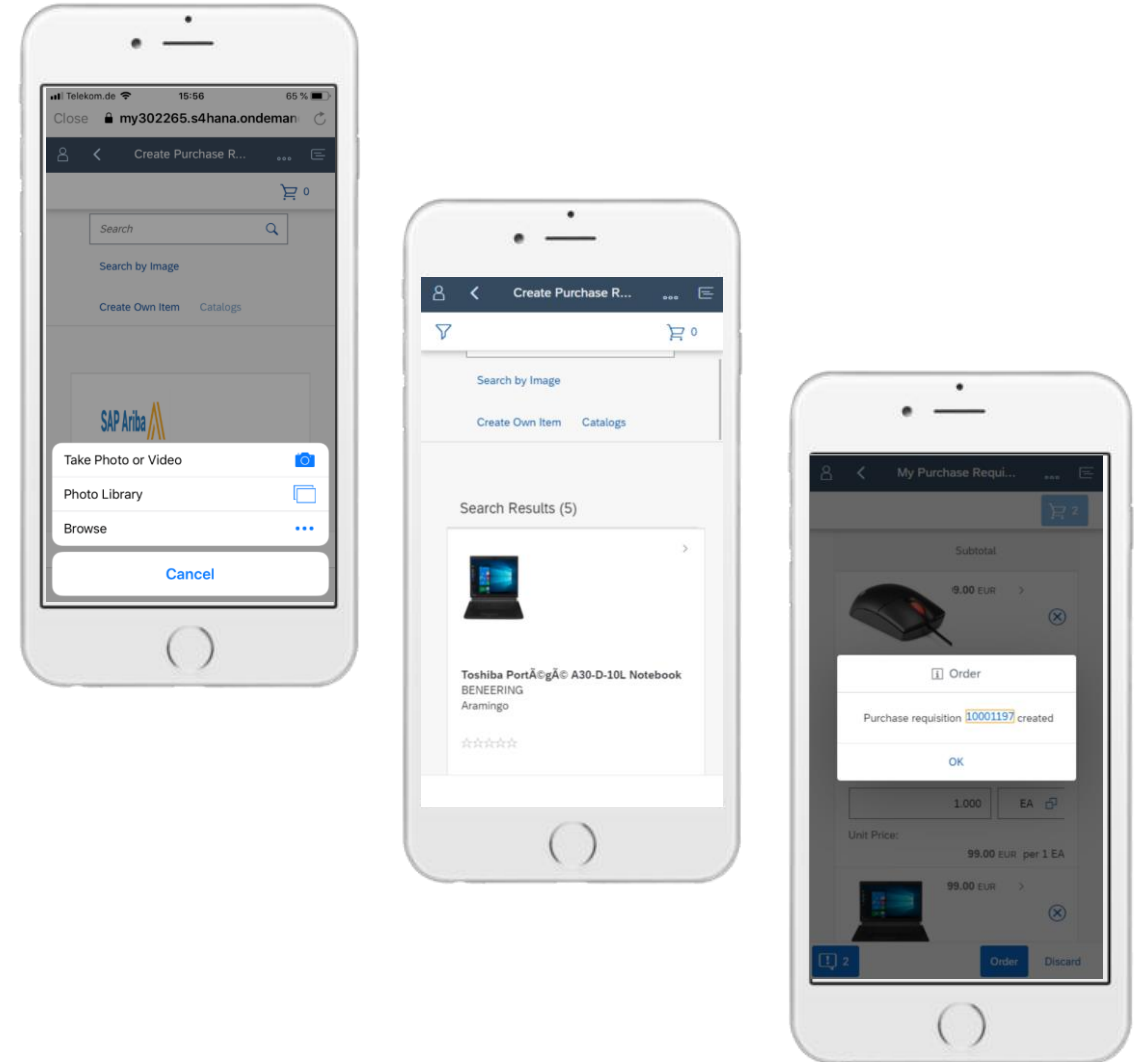 Telekom.de 15:56 65 %
Close my302265.s4hana.ondeman
Create Purchase R... ...
0
Search
Search by Image
Create Own Item Catalogs
SAP Ariba
Take Photo or Video
Photo Library
Browse
Cancel
Create Purchase R... ...
0
Search by Image
Create Own Item Catalogs
Search Results (5)
Toshiba PortÃ©gÃ© A30-D-10L Notebook
BENEERING
Aramingo
My Purchase Requi... ...
2
Subtotal
9.00 EUR
Order
Purchase requisition 10001197 created
OK
1.000 EA
Unit Price:
99.00 EUR per 1 EA
99.00 EUR
2 Order Discard